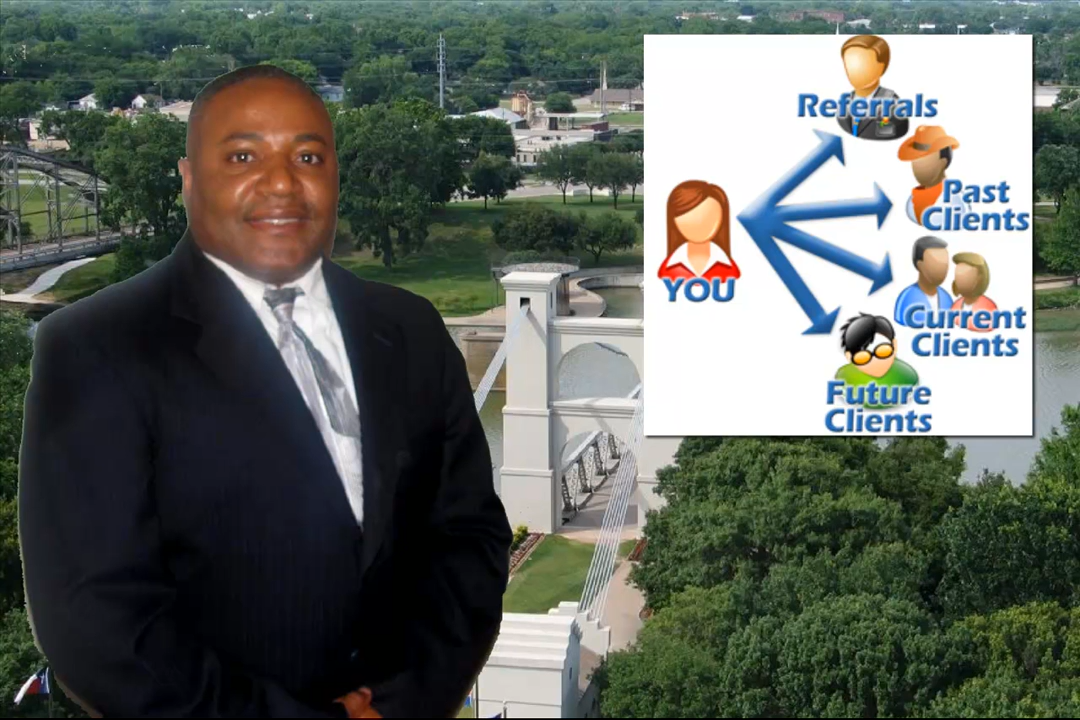 Referrals
Past
Clients
YOU
Current
Clients
Future
Clients